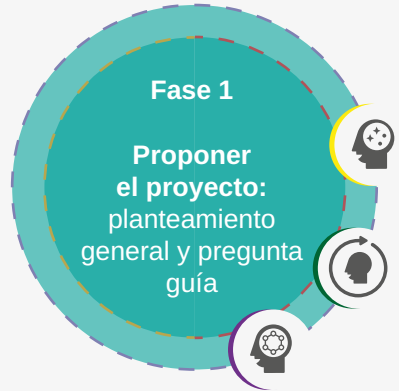 Fase 1
Proponer
el proyecto:
planteamiento
general y pregunta
guía